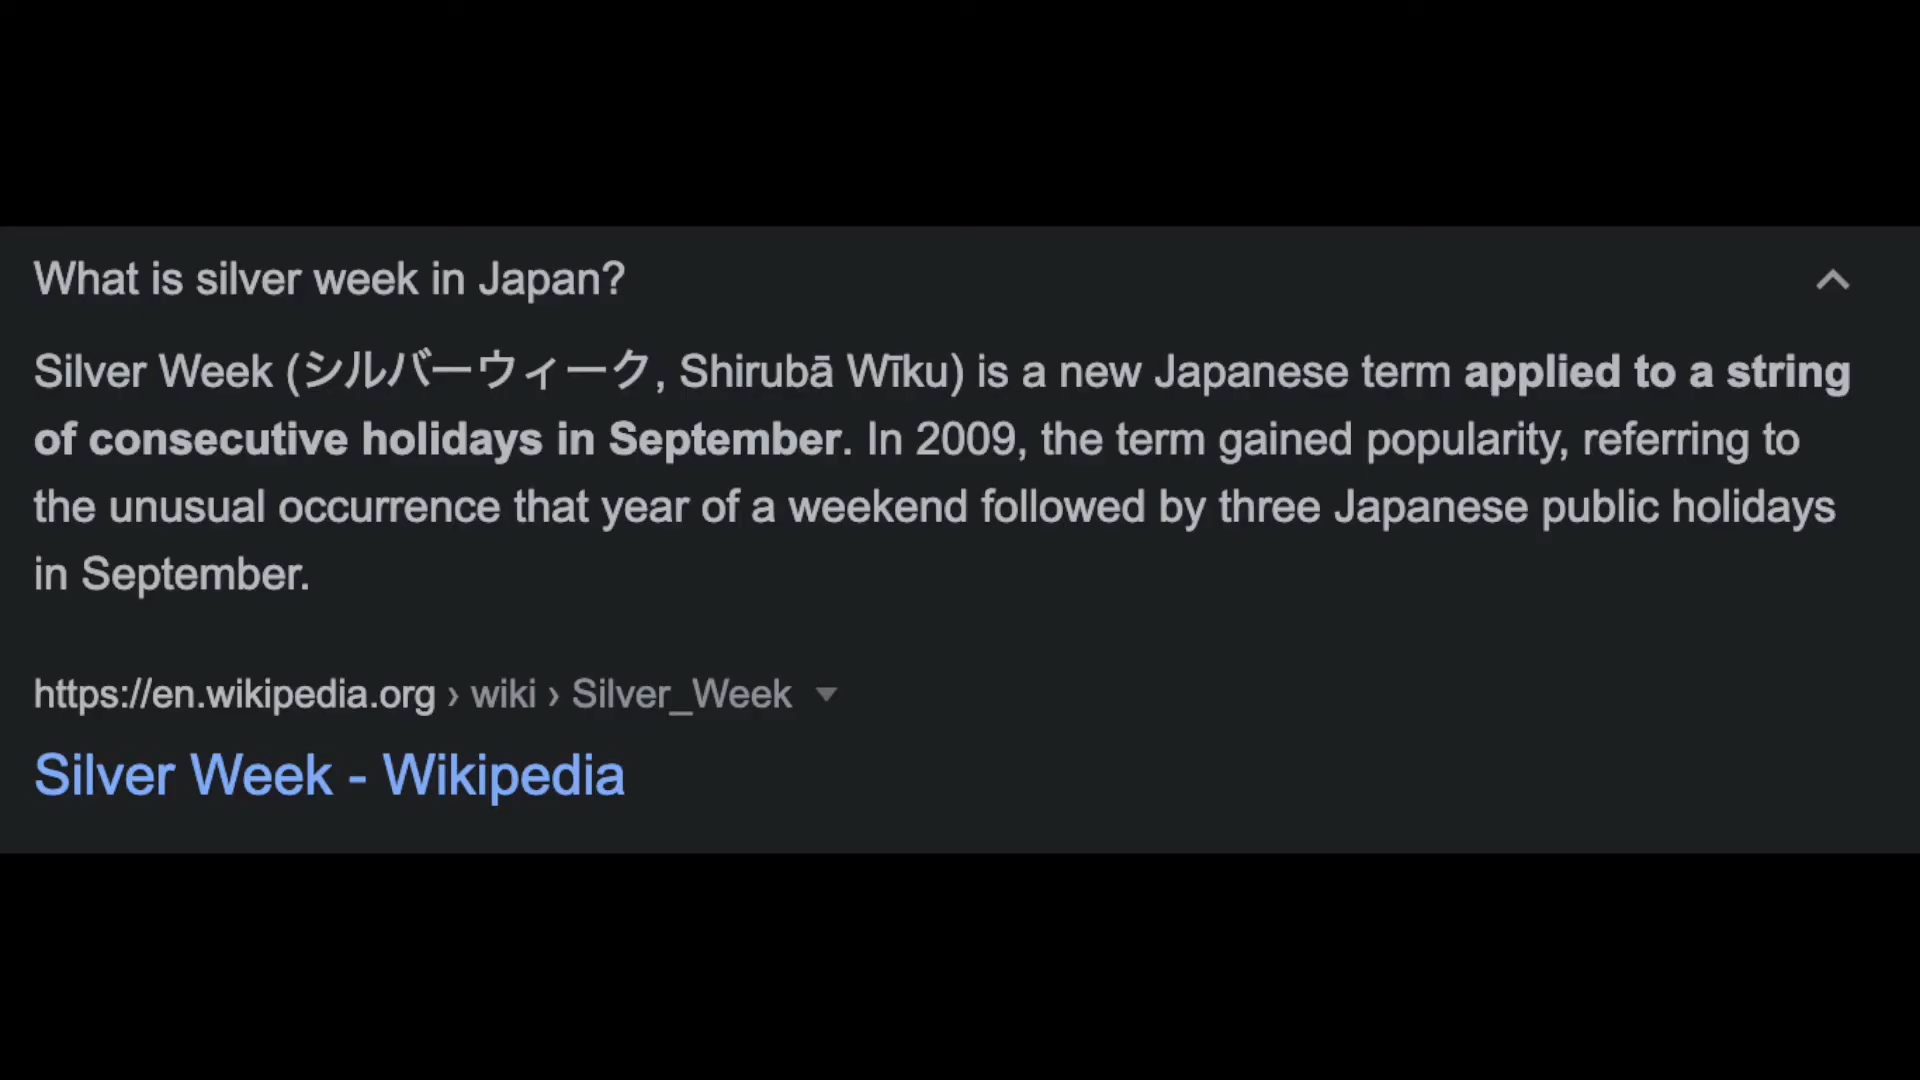 What is silver week in Japan?
Silver Week (シルバーウィーク, Shirubā Wīku) is a new Japanese term applied to a string
of consecutive holidays in September. In 2009, the term gained popularity, referring to
the unusual occurrence that year of a weekend followed by three Japanese public holidays
in September.
https://en.wikipedia.org › wiki › Silver_Week
Silver Week - Wikipedia